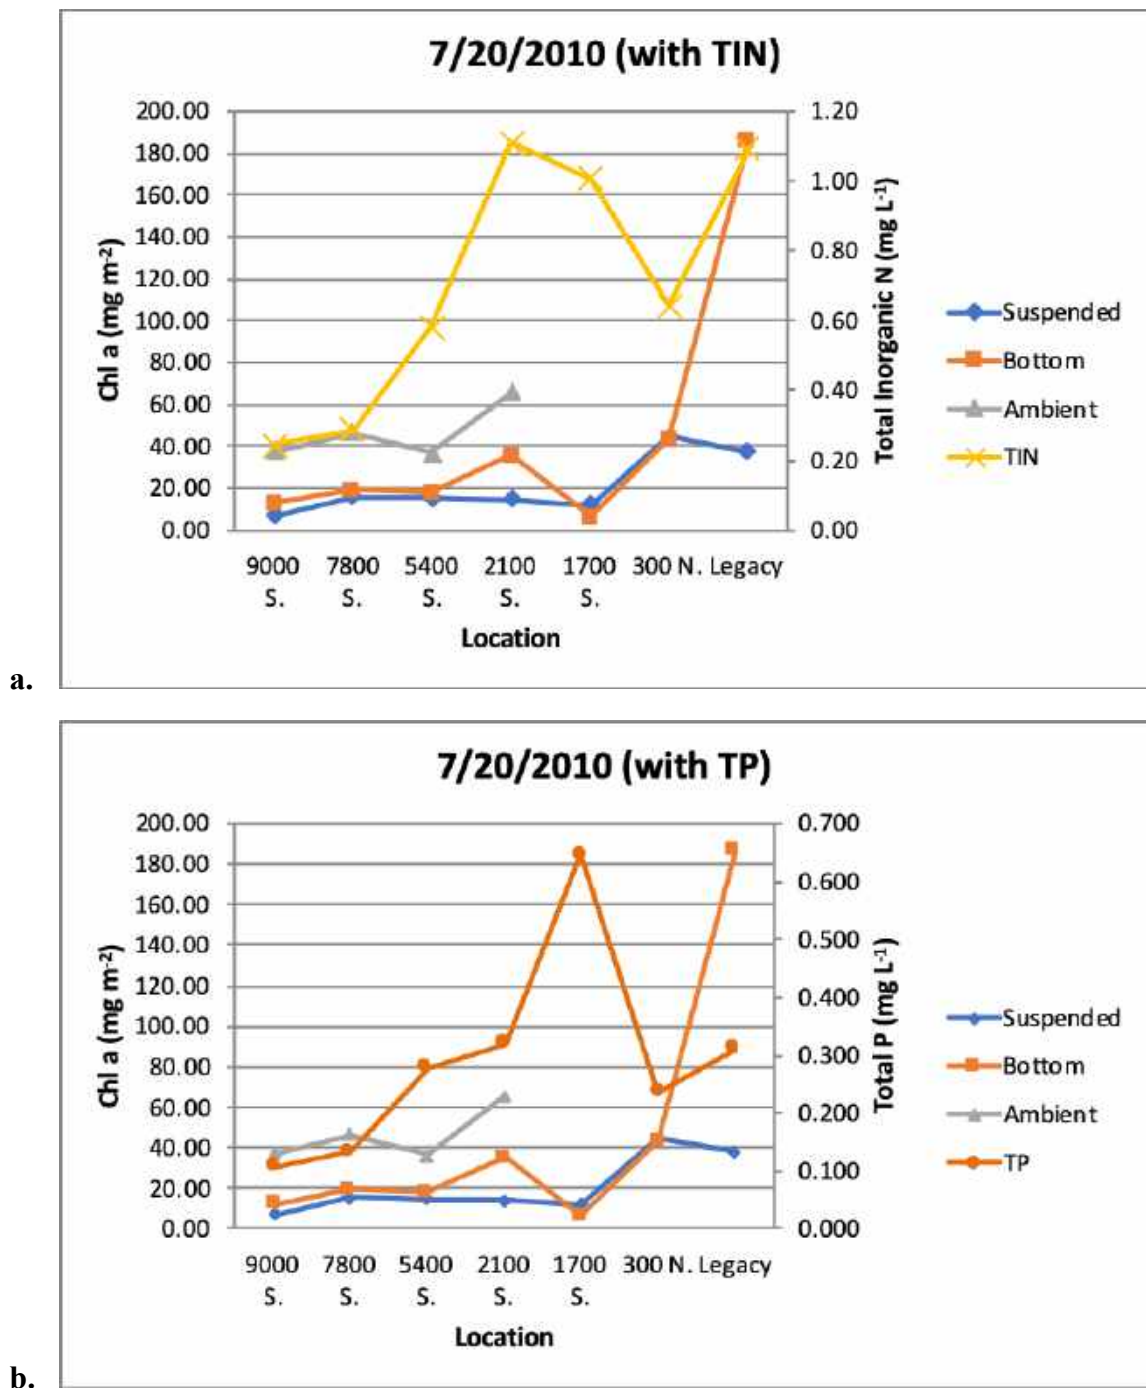 7/20/2010 (with TIN)
200.00
180.00
160.00
140.00
120.00
100.00
80.00
60.00
40.00
20.00
0.00
Chl a (mg m-2)
1.20
1.00
0.80
0.60
0.40
0.20
0.00
Total Inorganic N (mg L-1)
9000 7800 5400 2100 1700 300 N. Legacy
S. S. S. S. S.
Location
Suspended
Bottom
Ambient
TIN
a.
7/20/2010 (with TP)
200.00
180.00
160.00
140.00
120.00
100.00
80.00
60.00
40.00
20.00
0.00
Chl a (mg m-2)
0.700
0.600
0.500
0.400
0.300
0.200
0.100
0.000
Total P (mg L-1)
9000 7800 5400 2100 1700 300 N. Legacy
S. S. S. S. S.
Location
Suspended
Bottom
Ambient
TP
b.